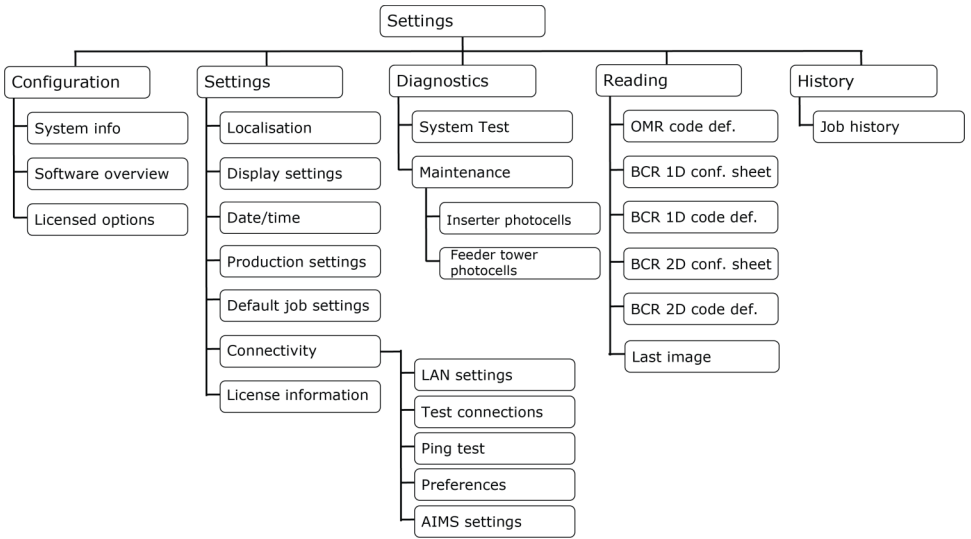 Settings
Configuration
System info
Software overview
Licensed options
Settings
Localisation
Display settings
Date/time
Production settings
Default job settings
Connectivity
LAN settings
Test connections
Ping test
Preferences
AIMS settings
License information
Diagnostics
System Test
Maintenance
Inserter photocells
Feeder tower
photocells
Reading
OMR code def.
BCR 1D conf. sheet
BCR 1D code def.
BCR 2D conf. sheet
BCR 2D code def.
Last image
History
Job history